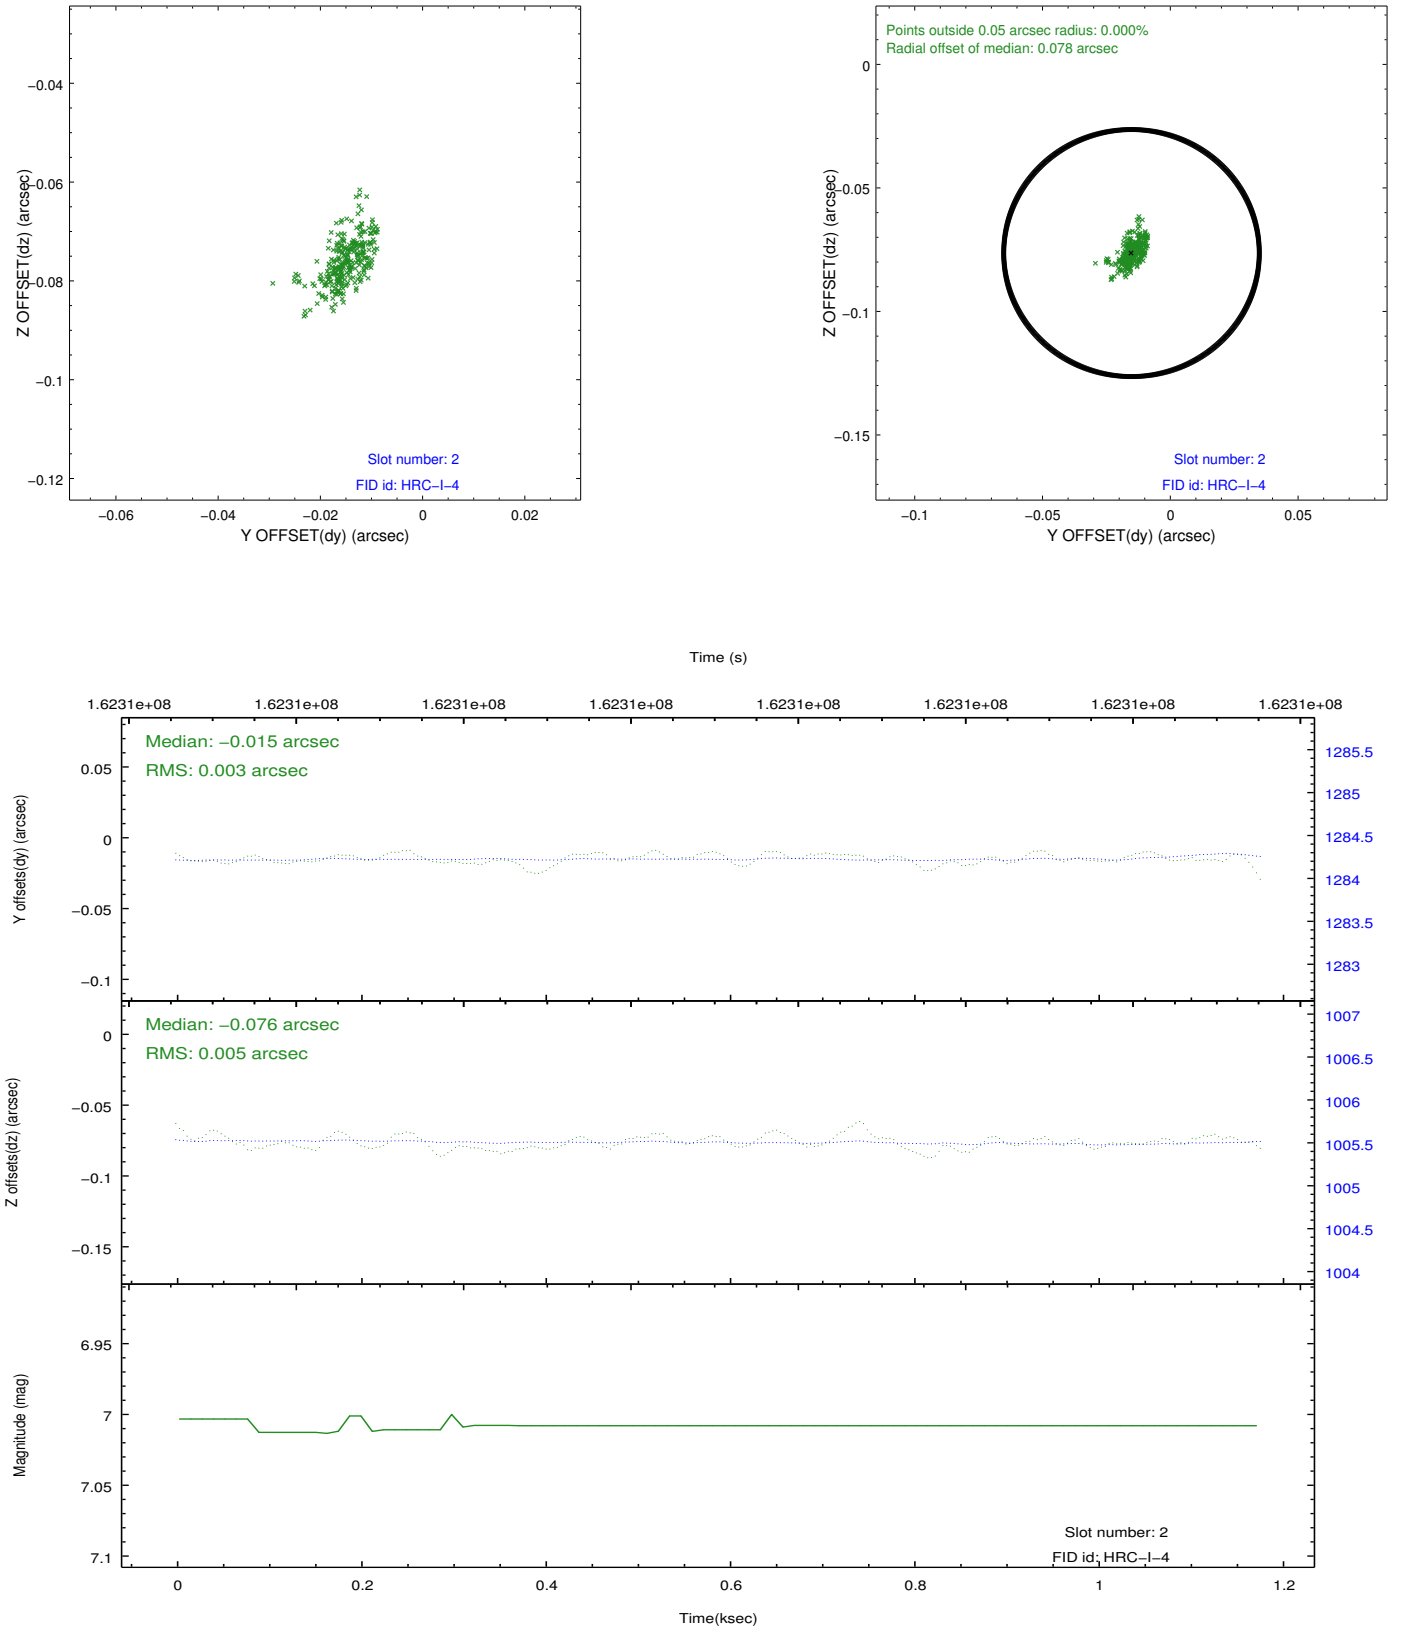 Points outside 0.05 arcsec radius: 0.000%
Radial offset of median: 0.078 arcsec
−0.04
−0.06
−0.08
−0.1
−0.12
Z OFFSET(dz) (arcsec)
−0.06 −0.04 −0.02 0 0.02
Y OFFSET(dy) (arcsec)
Slot number: 2
FID id: HRC−I−4
0
−0.05
−0.1
−0.15
Z OFFSET(dz) (arcsec)
−0.1 −0.05 0 0.05
Y OFFSET(dy) (arcsec)
Slot number: 2
FID id: HRC−I−4
Time (s)
1.6231e+08 1.6231e+08 1.6231e+08 1.6231e+08 1.6231e+08 1.6231e+08 1.6231e+08 1.6231e+08
Median: −0.015 arcsec
RMS: 0.003 arcsec
Y offsets(dy) (arcsec)
0.05
0
−0.05
−0.1
1285.5
1285
1284.5
1284
1283.5
1283
Median: −0.076 arcsec
RMS: 0.005 arcsec
Z offsets(dz) (arcsec)
0
−0.05
−0.1
−0.15
1007
1006.5
1006
1005.5
1005
1004.5
1004
Magnitude (mag)
6.95
7
7.05
7.1
Slot number: 2
FID id: HRC−I−4
0 0.2 0.4 0.6 0.8 1 1.2
Time(ksec)